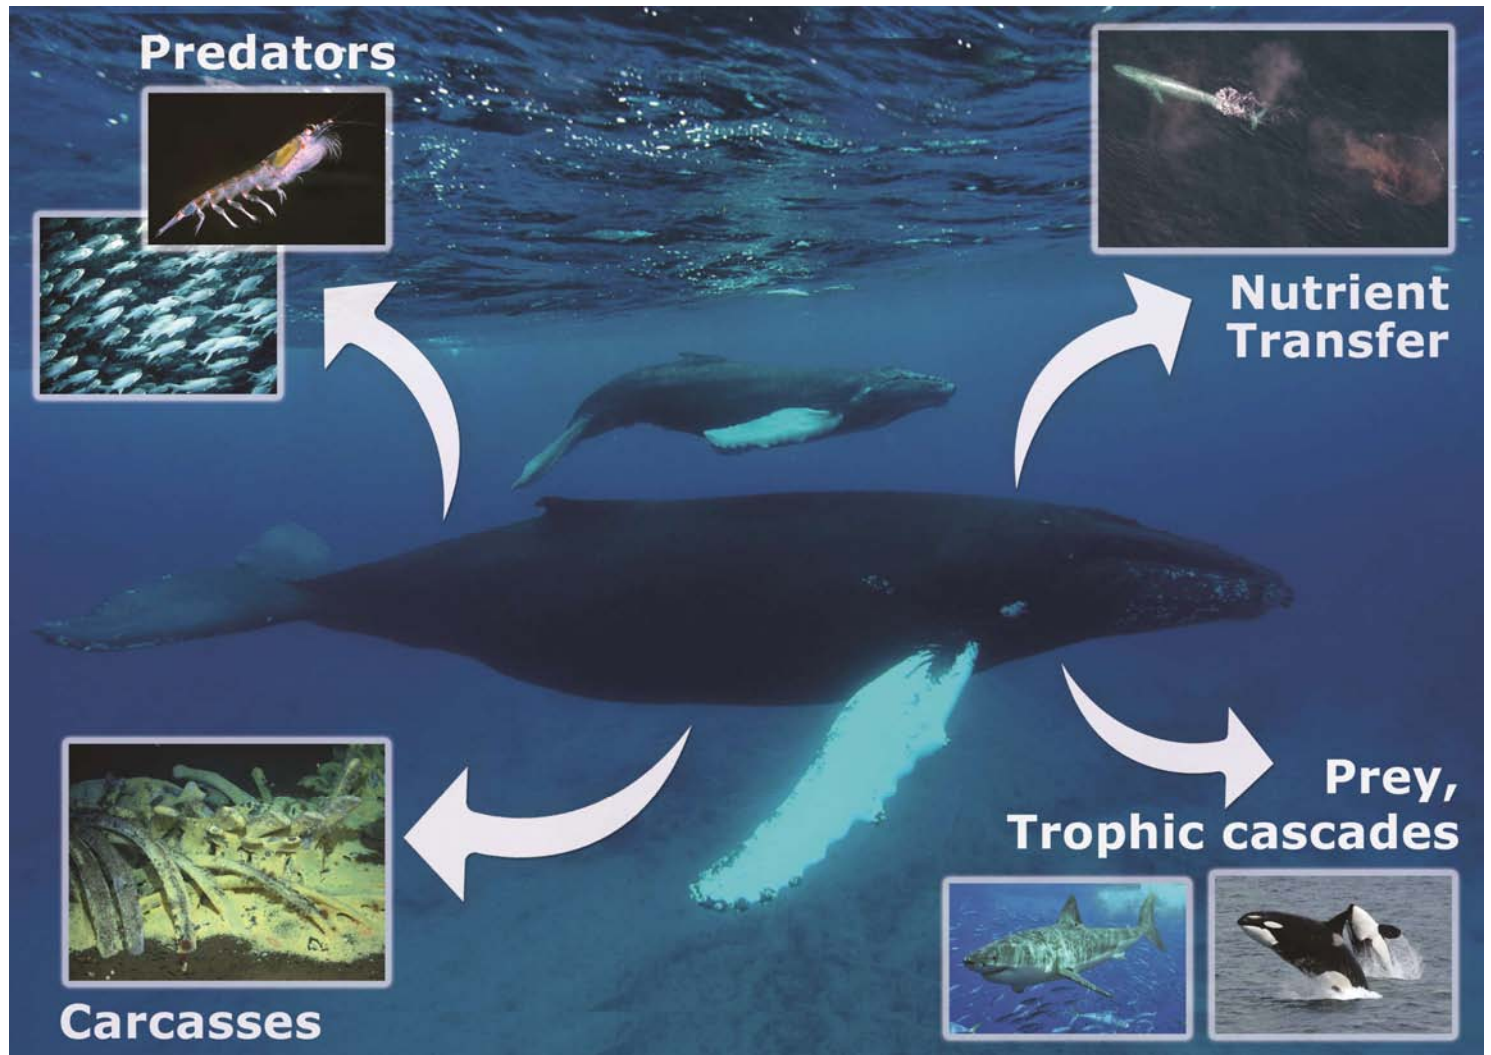 Predators
Nutrient
Transfer
Prey,
Trophic cascades
Carcasses